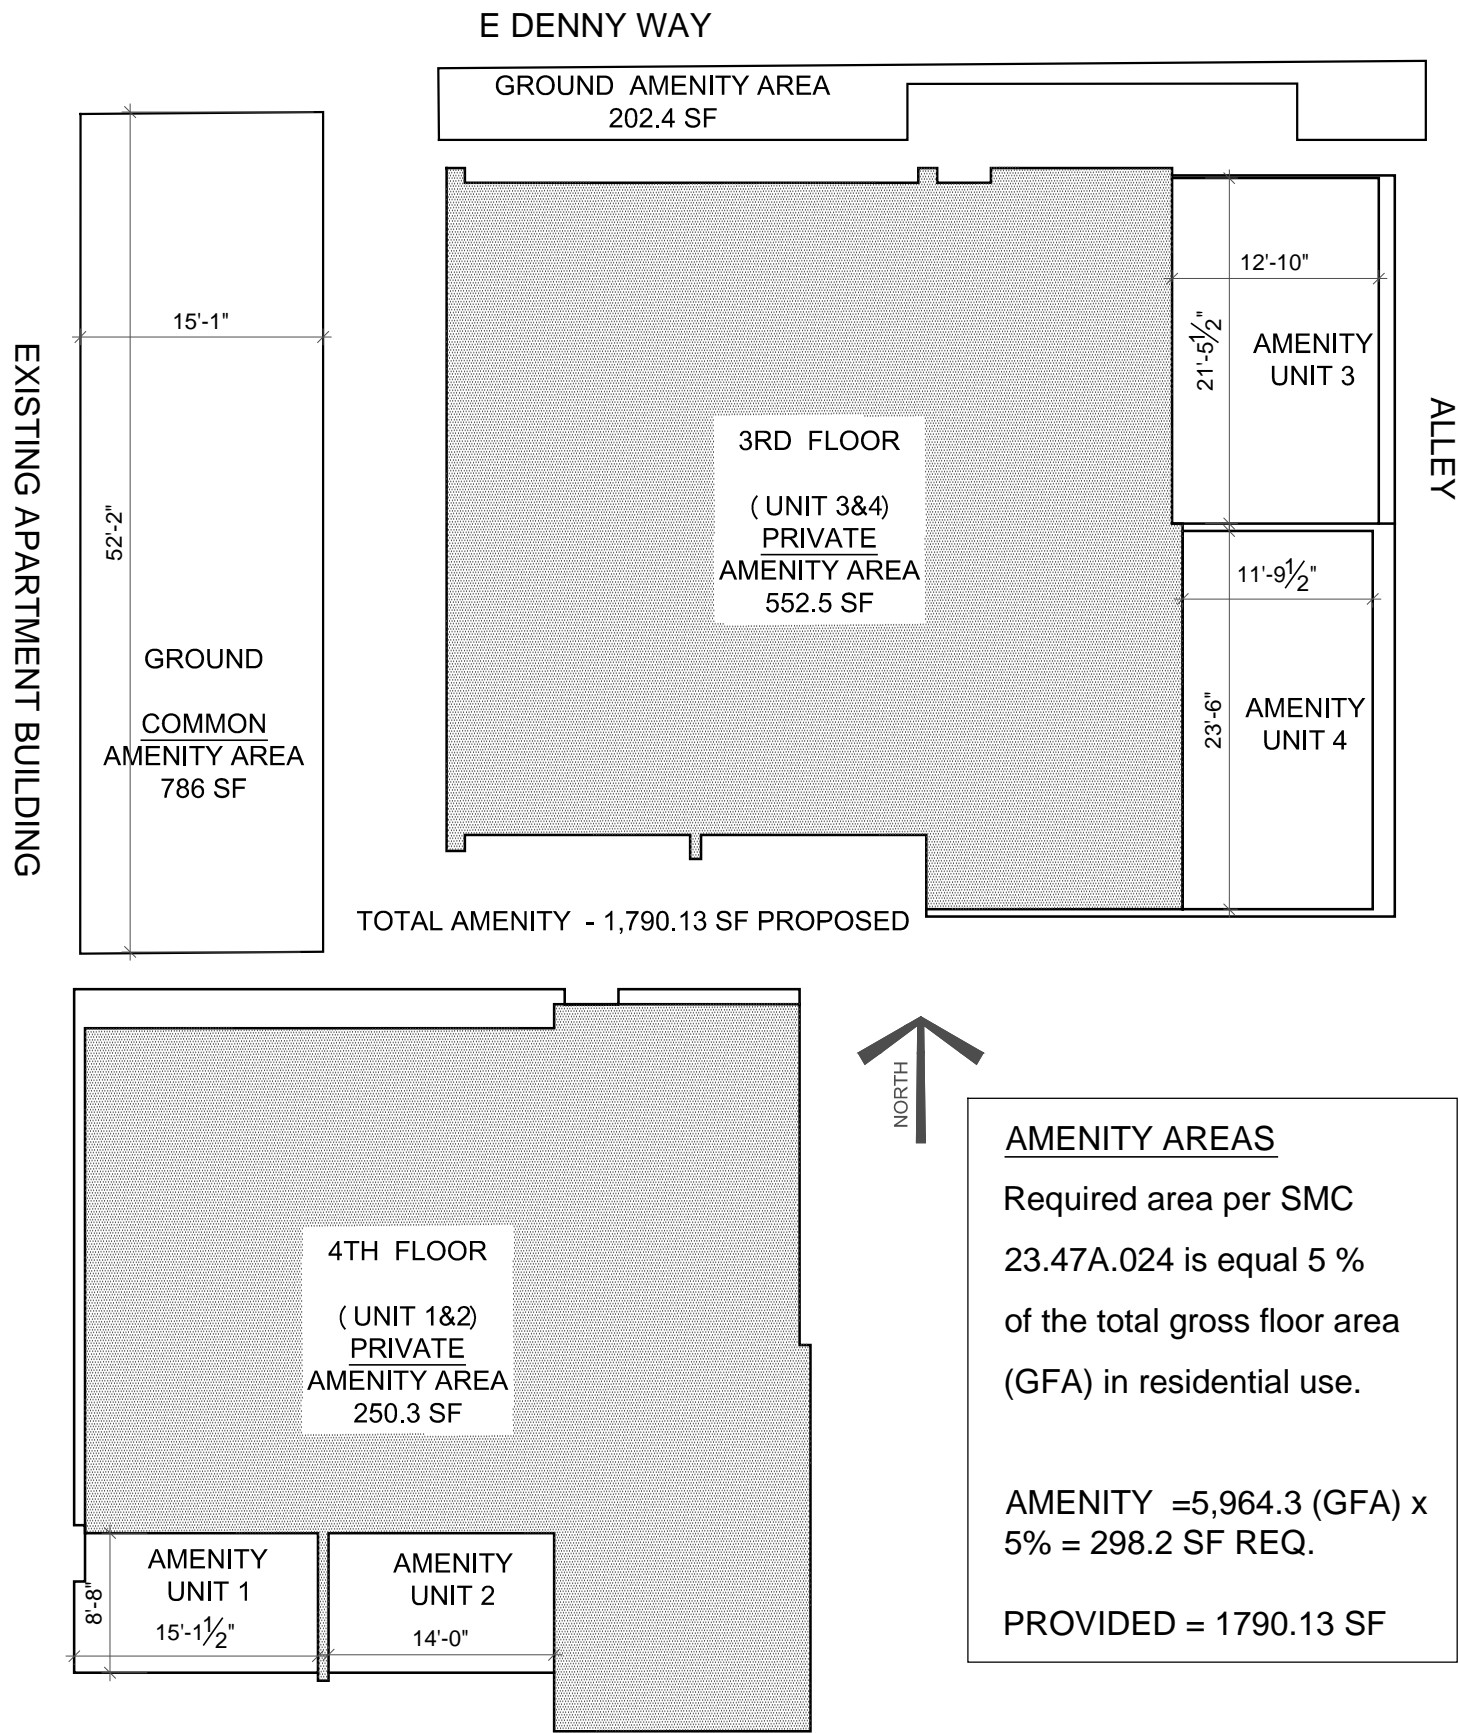 E DENNY WAY
GROUND AMENITY AREA
202.4 SF
15'-1"
52'-2"
GROUND
COMMON
AMENITY AREA
786 SF
EXISTING APARTMENT BUILDING
3RD FLOOR
( UNIT 3&4)
PRIVATE
AMENITY AREA
552.5 SF
12'-10"
21'-5½"
AMENITY
UNIT 3
ALLEY
11'-9½"
23'-6"
AMENITY
UNIT 4
TOTAL AMENITY - 1,790.13 SF PROPOSED
4TH FLOOR
( UNIT 1&2)
PRIVATE
AMENITY AREA
250.3 SF
AMENITY
UNIT 1
15'-1½"
8'-8"
AMENITY
UNIT 2
14'-0"
NORTH
AMENITY AREAS
Required area per SMC
23.47A.024 is equal 5 %
of the total gross floor area
(GFA) in residential use.
AMENITY =5,964.3 (GFA) x
5% = 298.2 SF REQ.
PROVIDED = 1790.13 SF